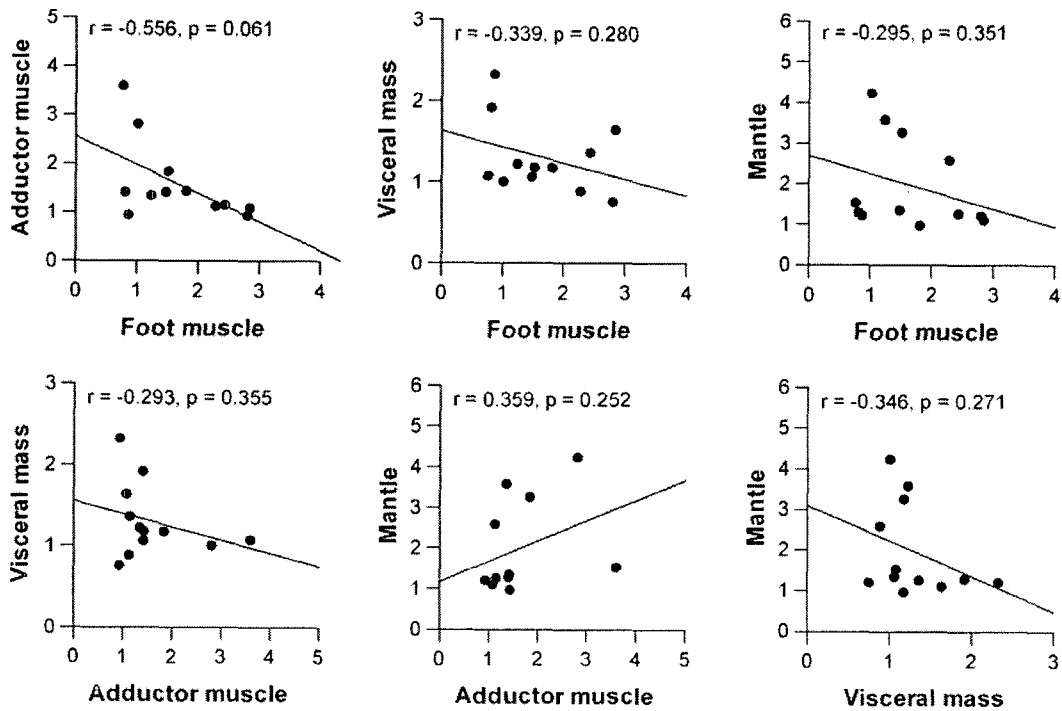 r = -0.556, p = 0.061
5
4
3
2
1
0
Adductor muscle
0 1 2 3 4
Foot muscle
r = -0.339, p = 0.280
3
2
1
0
Visceral mass
0 1 2 3 4
Foot muscle
r = -0.295, p = 0.351
6
5
4
3
2
1
0
Mantle
0 1 2 3 4
Foot muscle
r = -0.293, p = 0.355
3
2
1
0
Visceral mass
0 1 2 3 4 5
Adductor muscle
r = 0.359, p = 0.252
6
5
4
3
2
1
0
Mantle
0 1 2 3 4 5
Adductor muscle
r = -0.346, p = 0.271
6
5
4
3
2
1
0
Mantle
0 1 2 3
Visceral mass